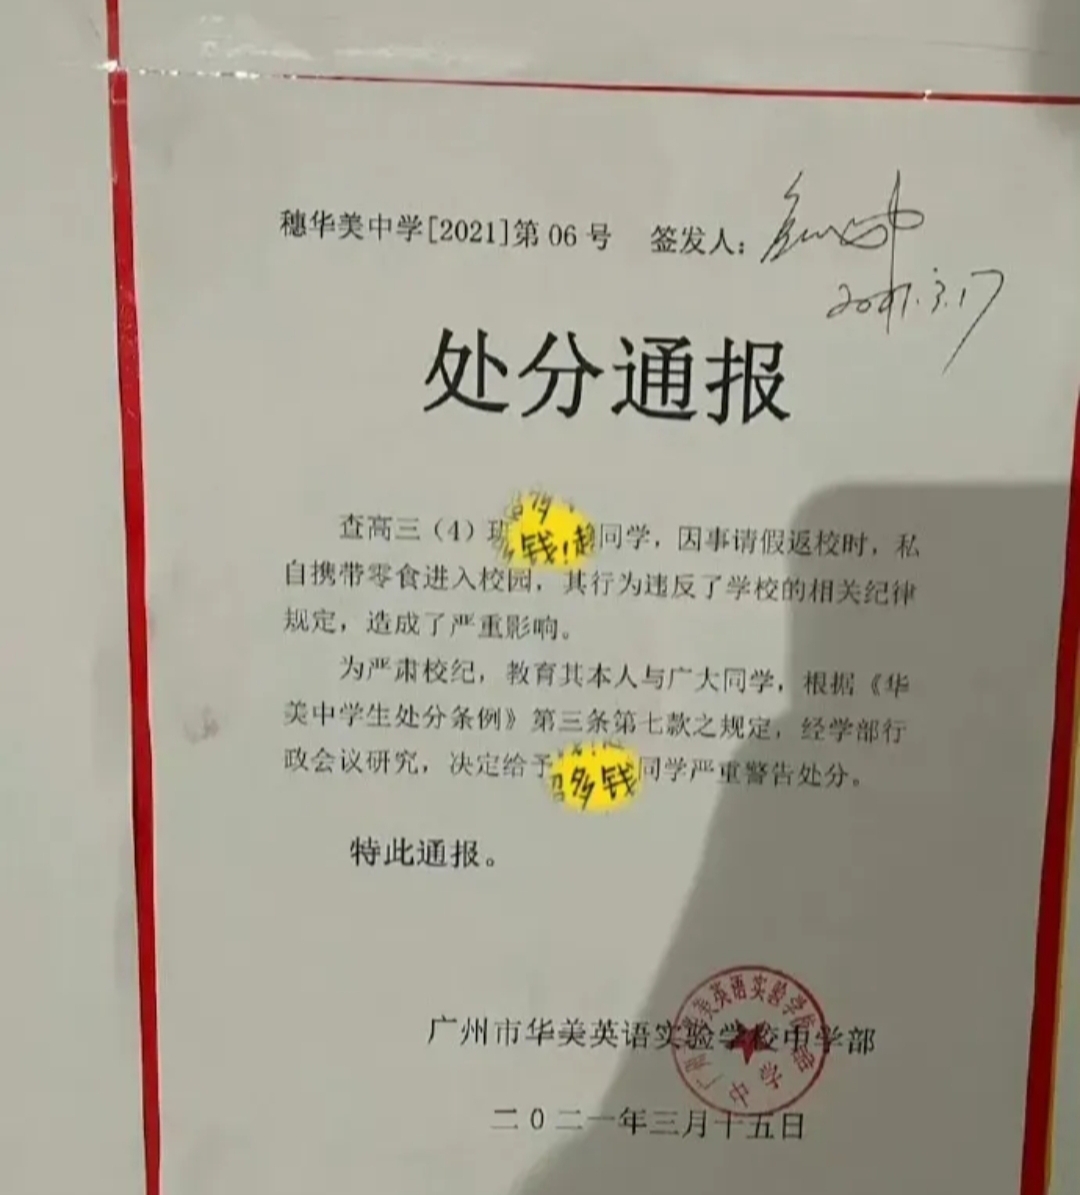 穗华美中学[2021]第 06 号 签发人：
2021.3.17
处分通报
查高三（4）班 多 钱！赵同学，因事请假返校时，私
自携带零食进入校园，其行为违反了学校的相关纪律
规定，造成了严重影响。
为严肃校纪，教育其本人与广大同学，根据《华
美中学生处分条例》第三条第七款之规定，经学部行
政会议研究，决定给予 多钱 同学严重警告处分。
特此通报。
广州市华美英语实验学校中学部
二0二一年三月十五日